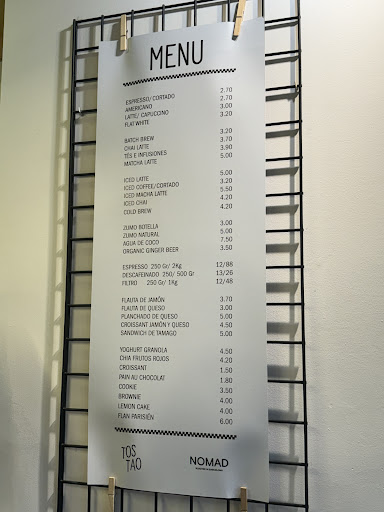 MENU
ESPRESSO/ CORTADO 2.70
AMERICANO 2.70
LATTE/ CAPUCCINO 3.00
FLAT WHITE 3.20
BATCH BREW 3.20
CHAI LATTE 3.70
TÉS E INFUSIONES 3.90
MATCHA LATTE 5.00
ICED LATTE 5.00
ICED COFFEE/CORTADO 3.20
ICED MACHA LATTE 5.50
ICED CHAI 4.20
COLD BREW 4.20
ZUMO BOTELLA 3.00
ZUMO NATURAL 5.00
AGUA DE COCO 7.50
ORGANIC GINGER BEER 3.50
ESPRESSO 250 Gr/ 2Kg 12/88
DESCAFEINADO 250/ 500 Gr 13/26
FILTRO 250 Gr/ 1Kg 12/48
FLAUTA DE JAMÓN 3.70
FLAUTA DE QUESO 3.00
PLANCHADO DE QUESO 5.00
CROISSANT JAMÓN Y QUESO 4.50
SANDWICH DE TAMAGO 5.00
YOGHURT GRANOLA 4.50
CHIA FRUTOS ROJOS 4.20
CROISSANT 1.50
PAIN AU CHOCOLAT 1.80
COOKIE 3.50
BROWNIE 4.00
LEMON CAKE 4.00
FLAN PARISIÉN 6.00
TOS
TAO
NOMAD